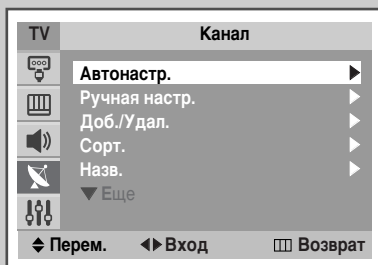 TV Канал
Автонастр.
Ручная настр.
Доб./Удал.
Сорт.
Назв.
Еще
Перем. Вход Возврат